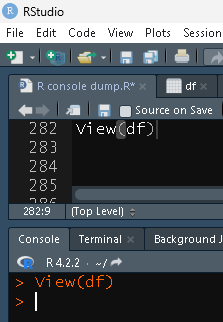 RStudio
File Edit Code View Plots Session
R console dump.R* × df ×
Source on Save
282 View(df)
283
284
285
282:9 (Top Level)
Console Terminal × Background J
R 4.2.2 · ~/
> View(df)
>